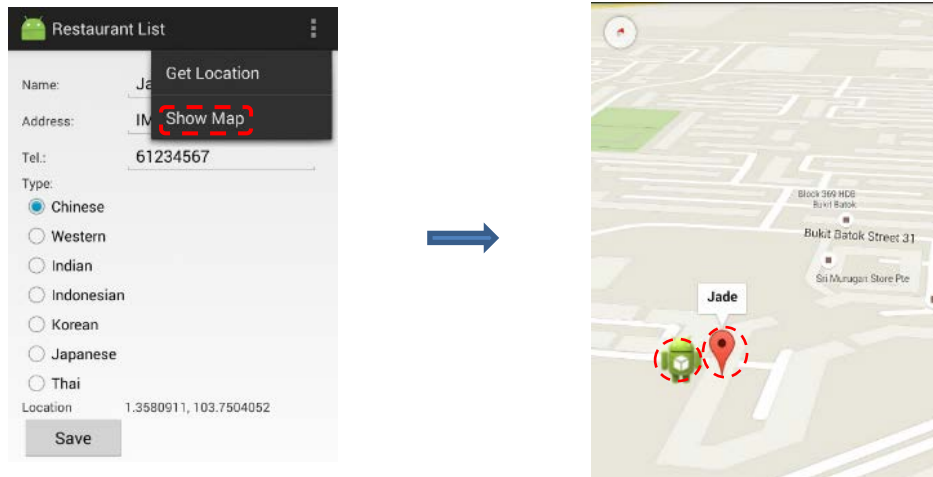 Restaurant List
Get Location
Show Map
Name: Ja
Address: IM
Tel.: 61234567
Type:
Chinese
Western
Indian
Indonesian
Korean
Japanese
Thai
Location 1.3580911, 103.7504052
Save
Block 369 HDB
Bukit Batok
Bukit Batok Street 31
Sri Murugan Store Pte
Jade